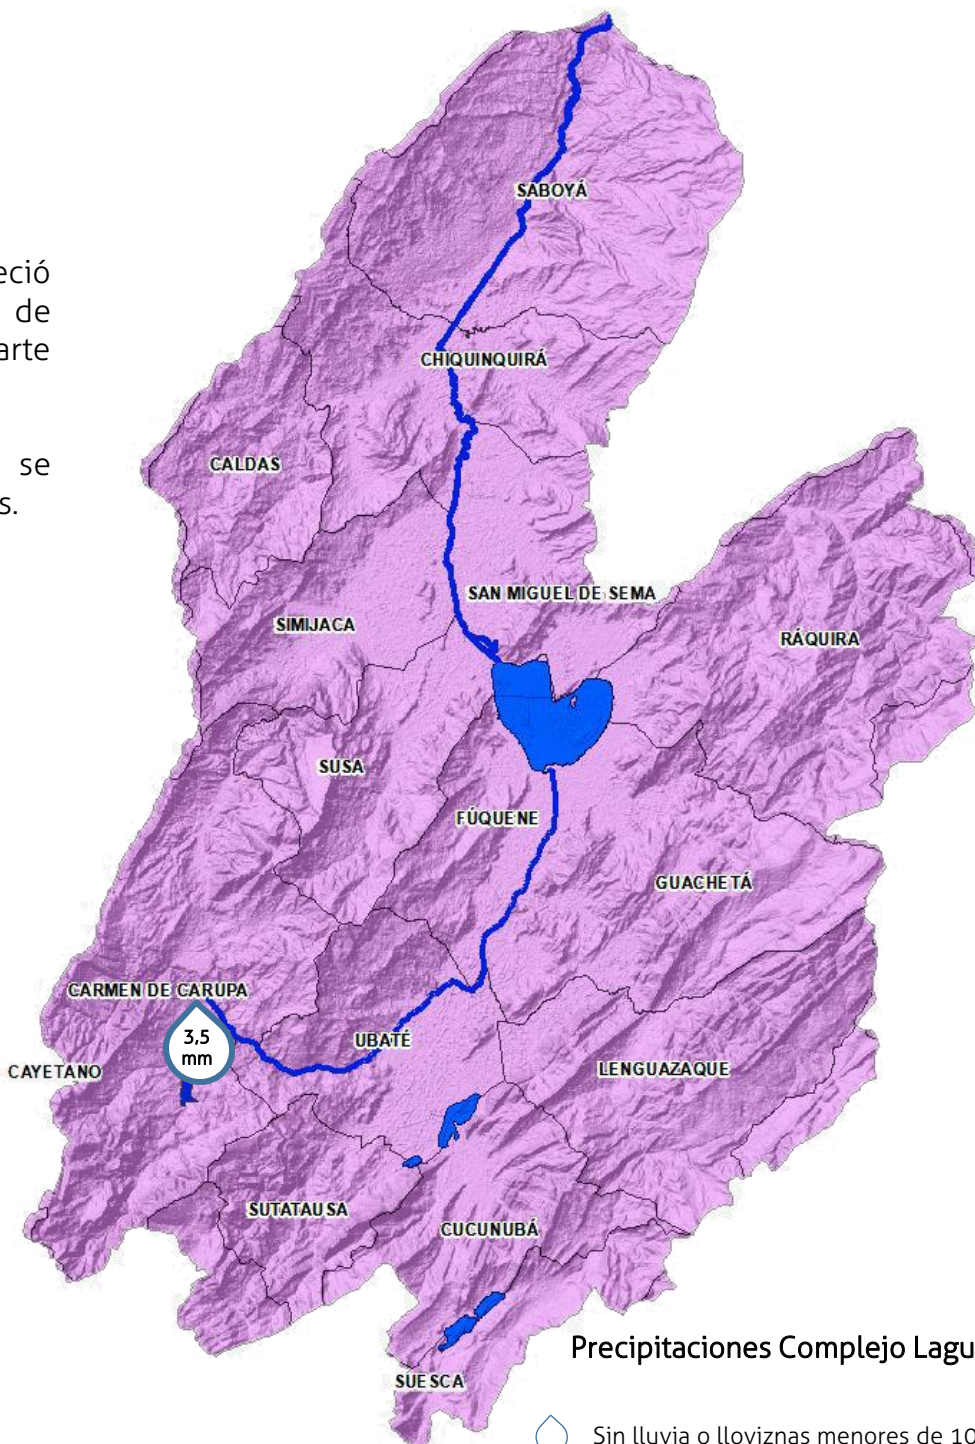 eció
de
arte
se
s.
SABOYÁ
CHIQUINQUIRÁ
CALDAS
SAN MIGUEL DE SEMA
SIMIJACA
RÁQUIRA
SUSA
FÚQUENE
GUACHETÁ
CARMEN DE CARUPA
3,5
mm
UBATÉ
CAYETANO
LENGUAZAQUE
SUTATAUSA
CUCUNUBÁ
SUESCA
Precipitaciones Complejo Lagu
Sin lluvia o lloviznas menores de 10